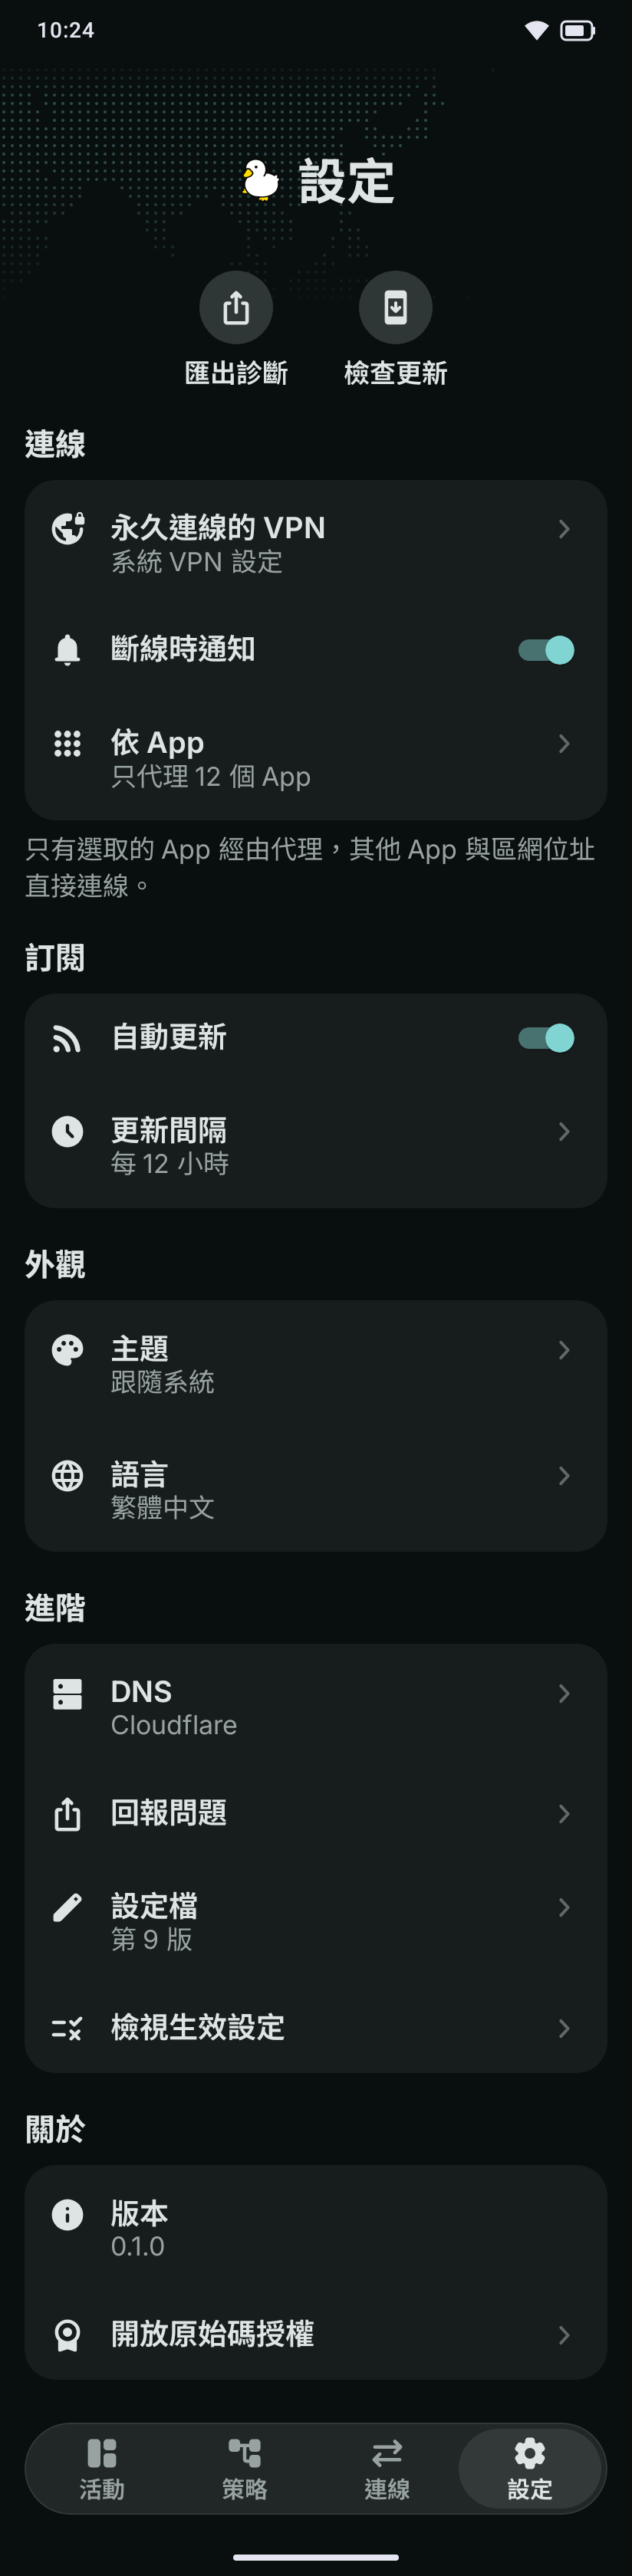 10:24
設定
匯出診斷
檢查更新
連線
永久連線的 VPN
系統 VPN 設定
斷線時通知
依 App
只代理 12 個 App
只有選取的 App 經由代理，其他 App 與區網位址
直接連線。
訂閱
自動更新
更新間隔
每 12 小時
外觀
主題
跟隨系統
語言
繁體中文
進階
DNS
Cloudflare
回報問題
設定檔
第 9 版
檢視生效設定
關於
版本
0.1.0
開放原始碼授權
活動
策略
連線
設定